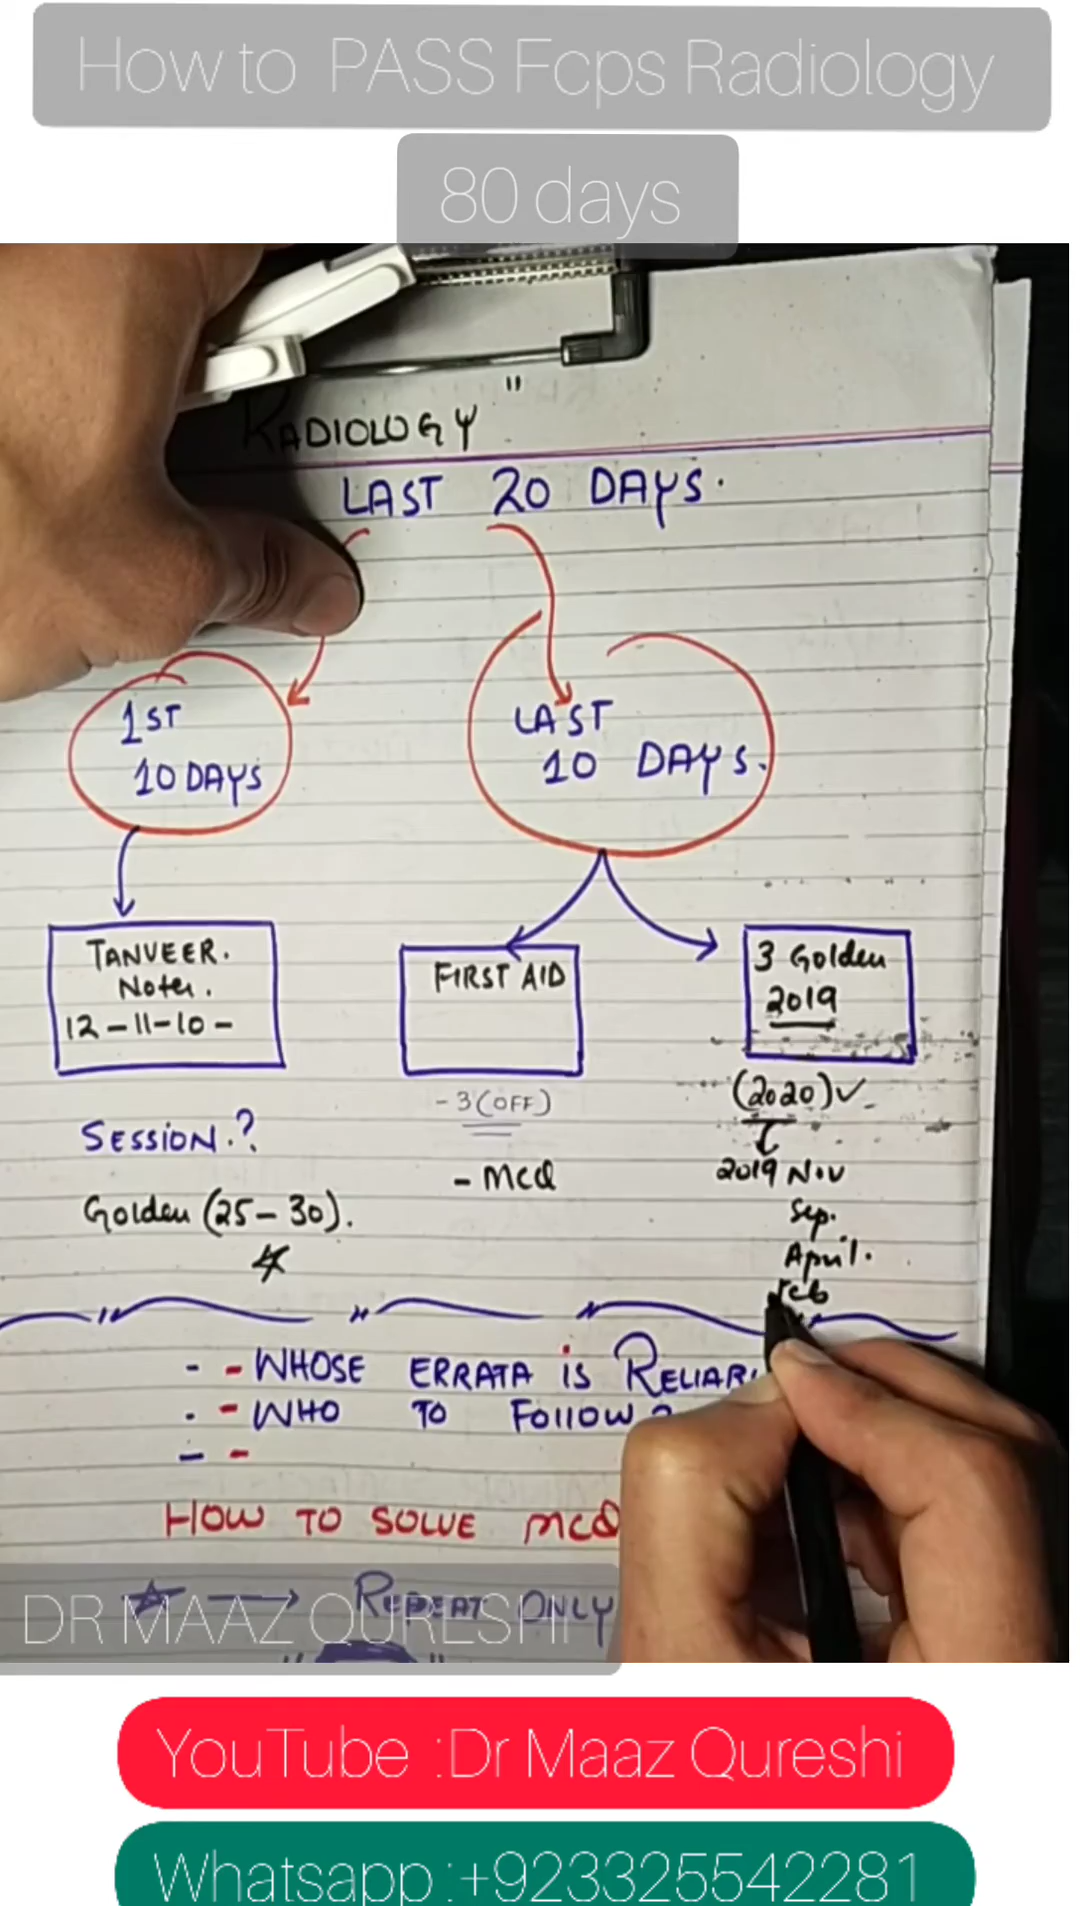 How to PASS Fcps Radiology
80 days
"
RADIOLOGY
LAST 20 DAYS.
1ST
10 DAYS
LAST
10 DAYS.
TANVEER.
Notes.
12-11-10-
FIRST AID
3 Golden
2019
- 3 (OFF)
(2020)✓
SESSION.?
- MCQ
2019 Nov
Golden (25-30).
Sep.
April.
Feb
- - WHOSE ERRATA iS
. - WHO TO FOLLOW?
- -
HOW TO SOLVE MCQ
→ REPEAT ONLY
DR MAAZ QURESHI
YouTube :Dr Maaz Qureshi
Whatsapp :+923325542281